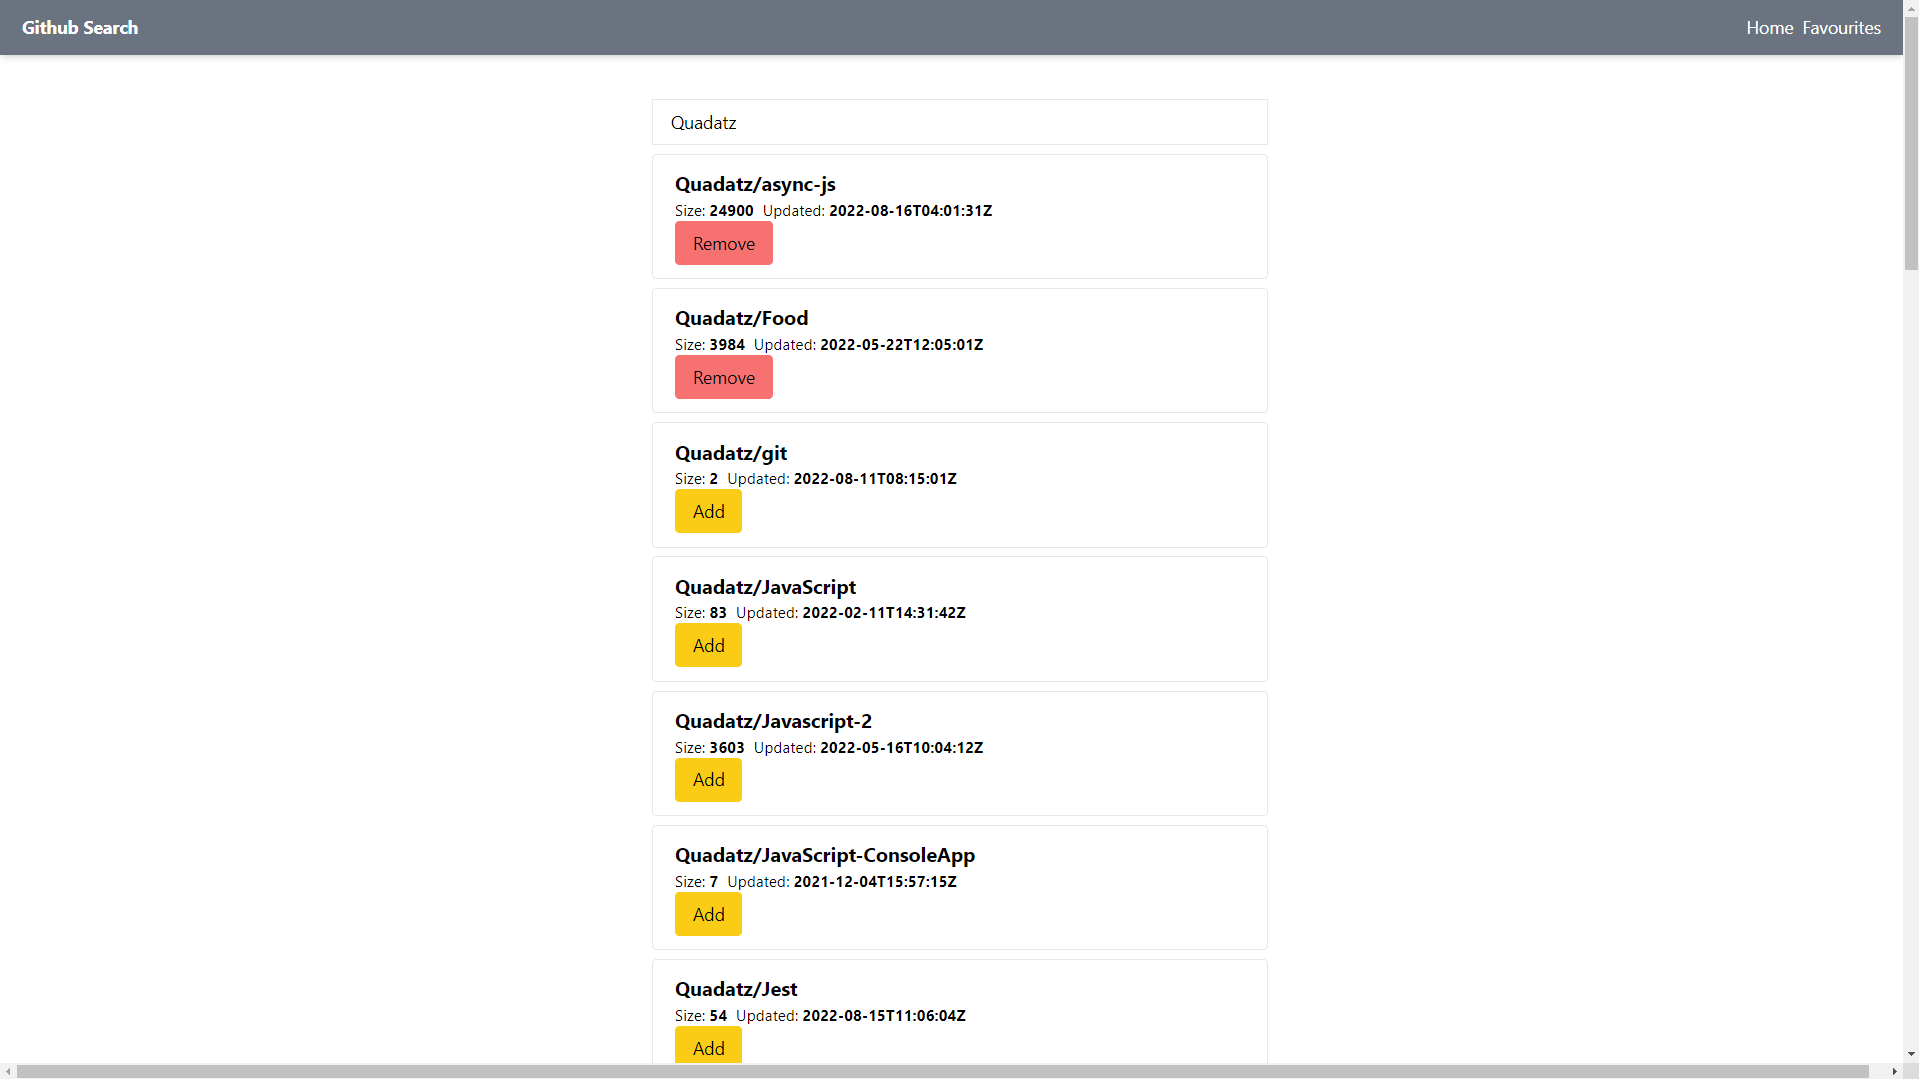 Github Search
Home Favourites
Quadatz
Quadatz/async-js
Size: 24900 Updated: 2022-08-16T04:01:31Z
Remove
Quadatz/Food
Size: 3984 Updated: 2022-05-22T12:05:01Z
Remove
Quadatz/git
Size: 2 Updated: 2022-08-11T08:15:01Z
Add
Quadatz/JavaScript
Size: 83 Updated: 2022-02-11T14:31:42Z
Add
Quadatz/Javascript-2
Size: 3603 Updated: 2022-05-16T10:04:12Z
Add
Quadatz/JavaScript-ConsoleApp
Size: 7 Updated: 2021-12-04T15:57:15Z
Add
Quadatz/Jest
Size: 54 Updated: 2022-08-15T11:06:04Z
Add